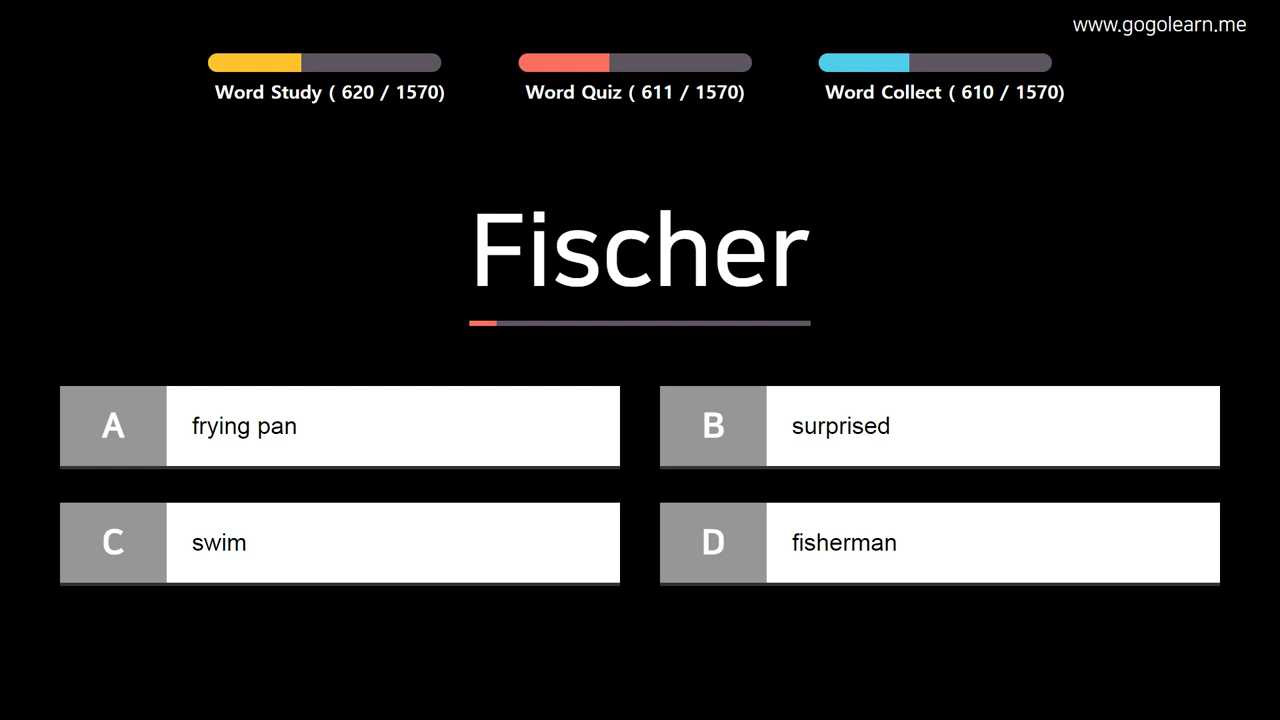 www.gogolearn.me
Word Study ( 620 / 1570)
Word Quiz ( 611 / 1570)
Word Collect ( 610 / 1570)
Fischer
A
frying pan
B
surprised
C
swim
D
fisherman